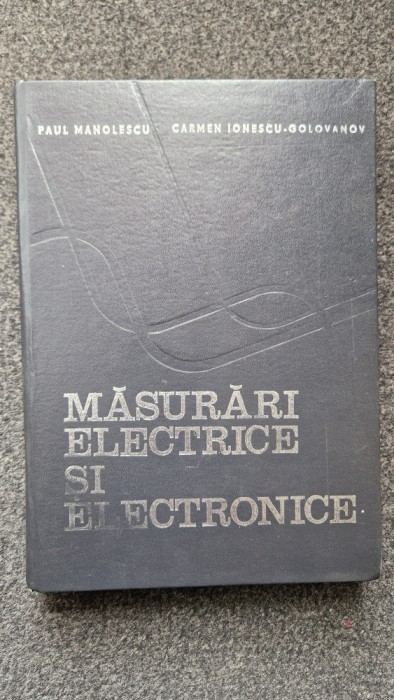 PAUL MANOLESCU CARMEN IONESCU-GOLOVANOV
MĂSURĂRI
ELECTRICE
ȘI
ELECTRONICE